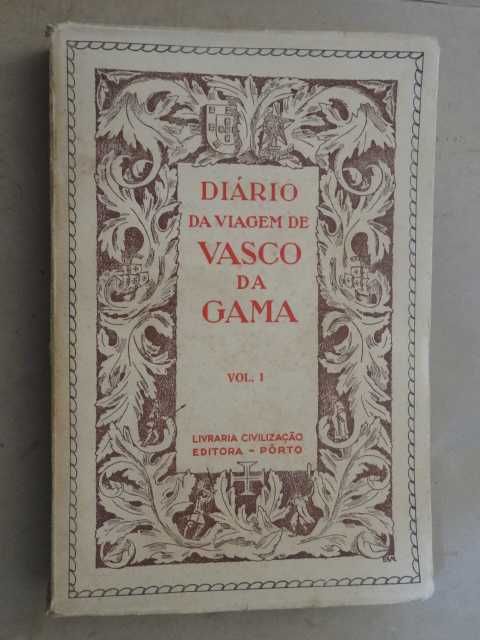 DIÁRIO
DA VIAGEM DE
VASCO
DA
GAMA
VOL. I
LIVRARIA CIVILIZAÇÃO
EDITORA - PÔRTO